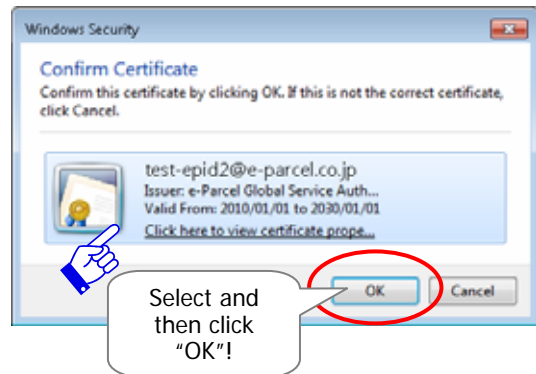 Windows Security
Confirm Certificate
Confirm this certificate by clicking OK. If this is not the correct certificate,
click Cancel.
test-epid2@e-parcel.co.jp
Issuer: e-Parcel Global Service Auth...
Valid From: 2010/01/01 to 2030/01/01
Click here to view certificate prope...
OK
Cancel
Select and
then click
“OK”!